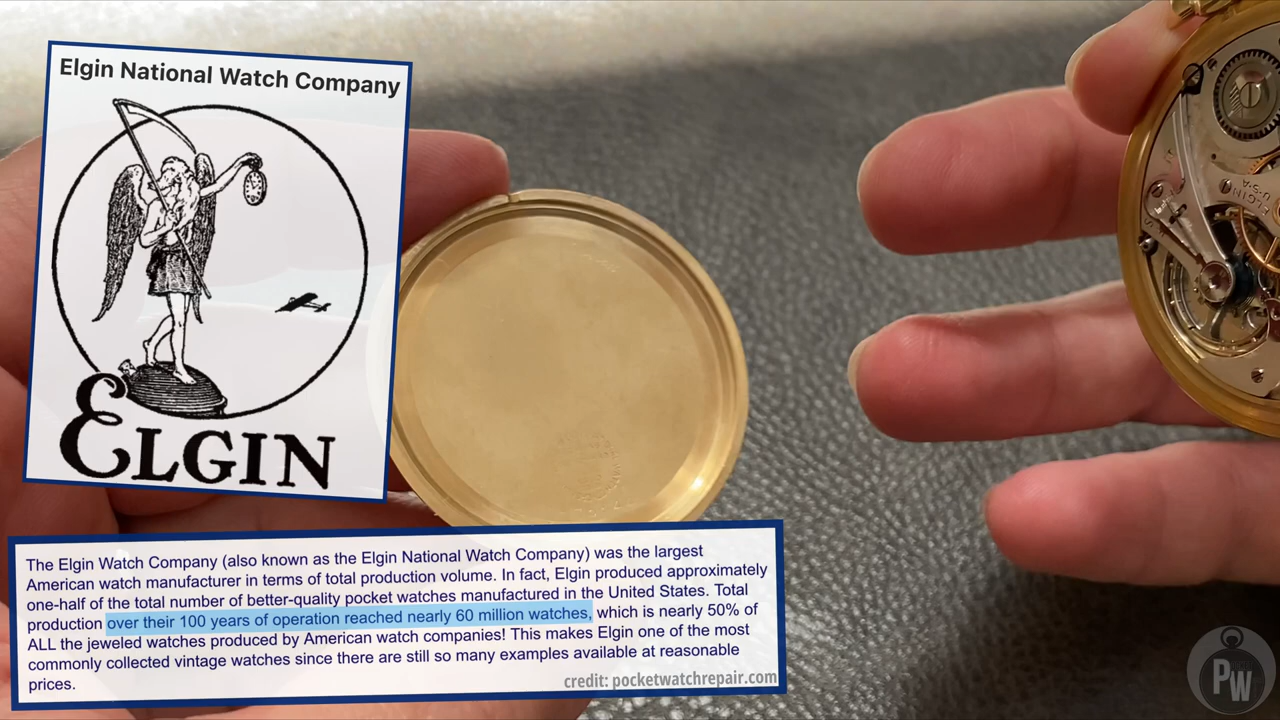 Elgin National Watch Company
ELGIN
The Elgin Watch Company (also known as the Elgin National Watch Company) was the largest
American watch manufacturer in terms of total production volume. In fact, Elgin produced approximately
one-half of the total number of better-quality pocket watches manufactured in the United States. Total
production over their 100 years of operation reached nearly 60 million watches, which is nearly 50% of
ALL the jeweled watches produced by American watch companies! This makes Elgin one of the most
commonly collected vintage watches since there are still so many examples available at reasonable
prices.
credit: pocketwatchrepair.com
ELGIN
U.S.A
PW